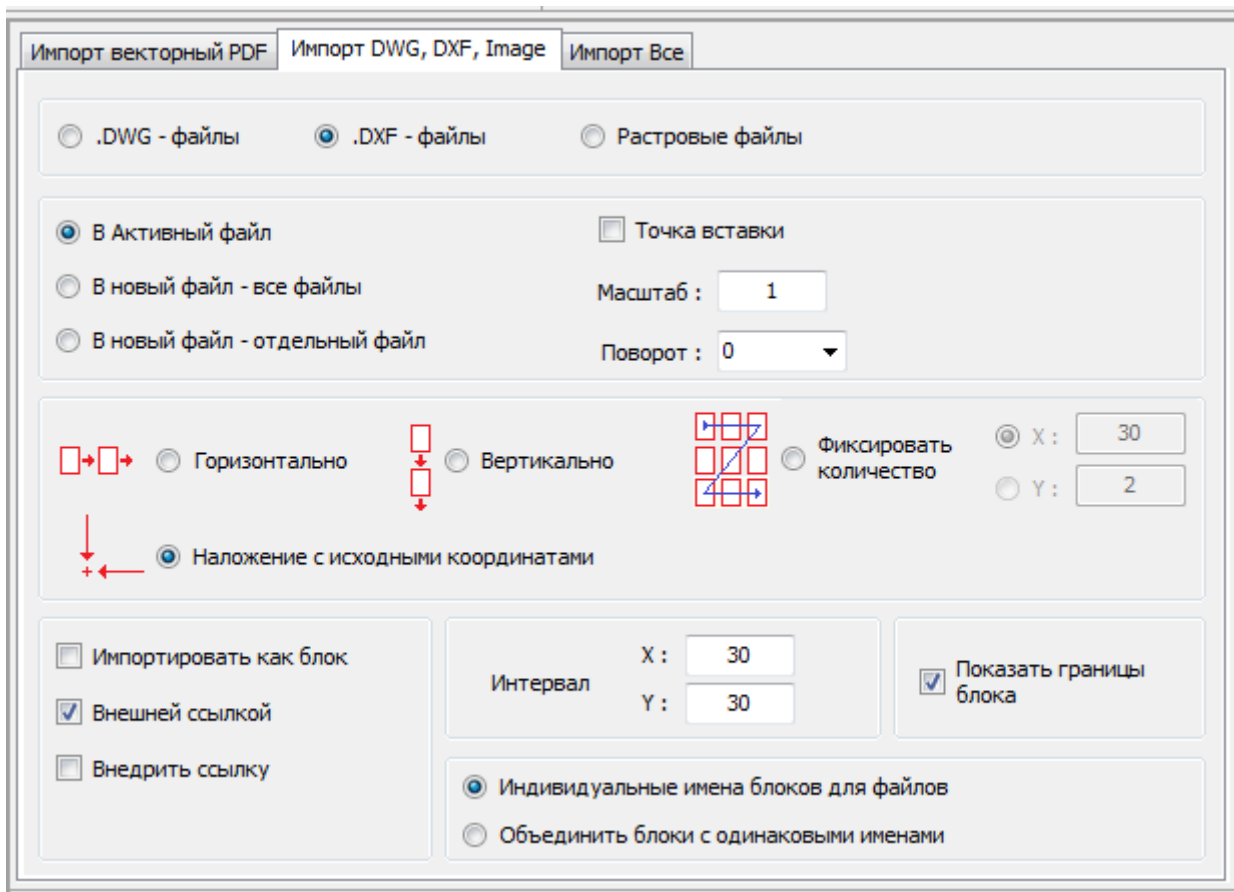 Импорт векторный PDF Импорт DWG, DXF, Image Импорт Все
.DWG - файлы .DXF - файлы Растровые файлы
В Активный файл Точка вставки
В новый файл - все файлы Масштаб : 1
В новый файл - отдельный файл Поворот : 0
Горизонтально Вертикально Фиксировать количество X : 30
Y : 2
Наложение с исходными координатами
Импортировать как блок
Внешней ссылкой
Внедрить ссылку
Интервал X : 30
Y : 30
Показать границы
блока
Индивидуальные имена блоков для файлов
Объединить блоки с одинаковыми именами